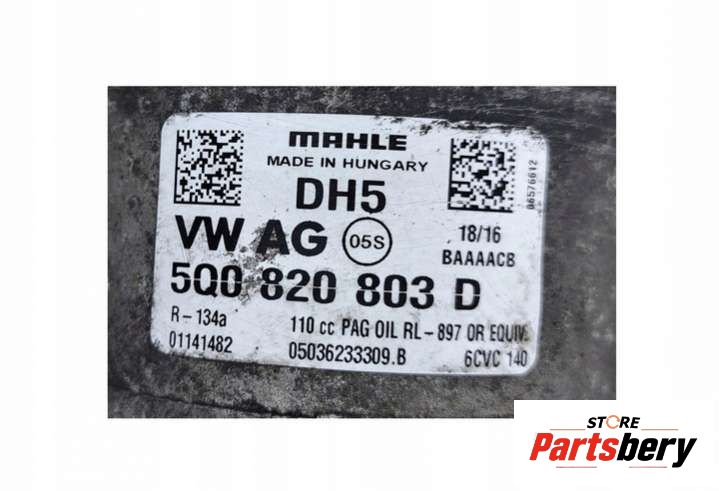 MAHLE
MADE IN HUNGARY
DH5
06576612
VW AG 05S
18/16
BAAAACB
5Q0 820 803 D
R-134a
110 cc PAG OIL RL-897 OR EQUIV.
01141482
05036233309.B
6CVC 140
STORE
Partsbery